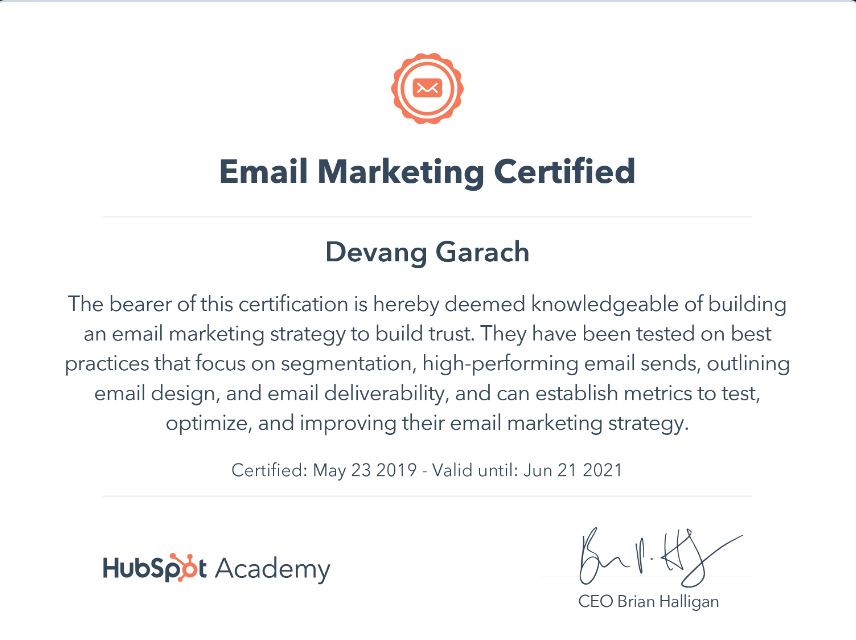 Email Marketing Certified
Devang Garach
The bearer of this certification is hereby deemed knowledgeable of building
an email marketing strategy to build trust. They have been tested on best
practices that focus on segmentation, high-performing email sends, outlining
email design, and email deliverability, and can establish metrics to test,
optimize, and improving their email marketing strategy.
Certified: May 23 2019 - Valid until: Jun 21 2021
HubSpot Academy
CEO Brian Halligan